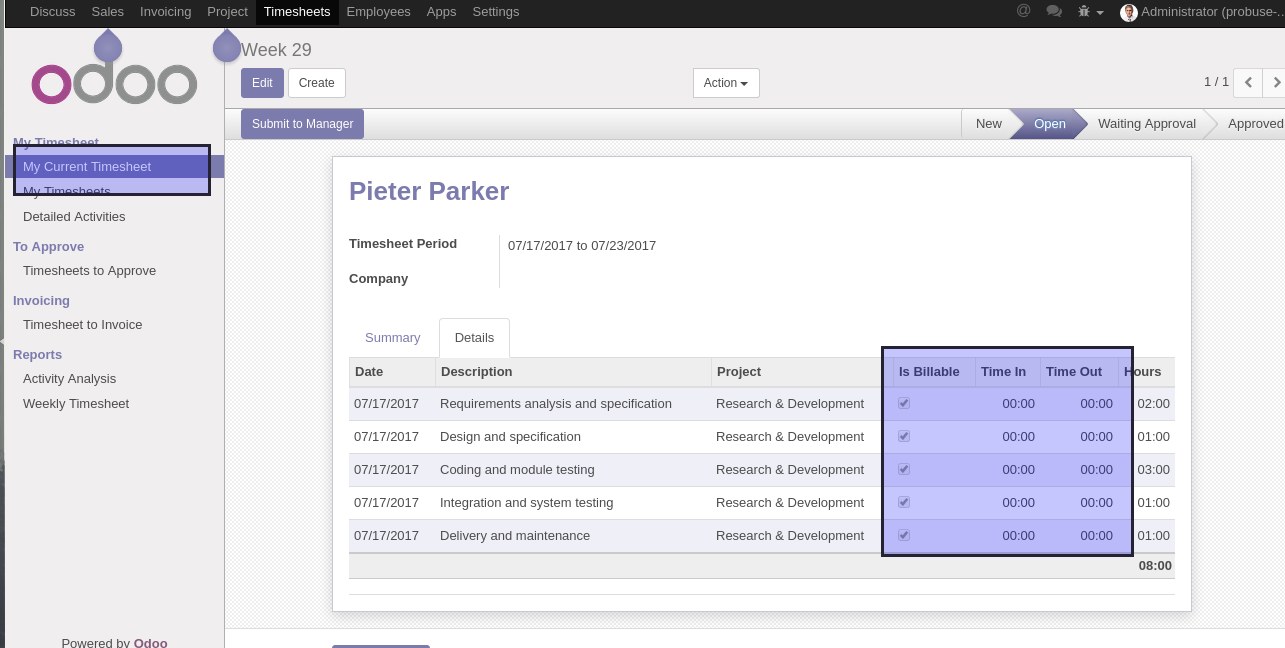 Discuss Sales Invoicing Project Timesheets Employees Apps Settings @ Administrator (probuse-...
odoo
Week 29
Edit Create Action 1 / 1
Submit to Manager New Open Waiting Approval Approved
My Timesheet
My Current Timesheet
My Timesheets
Detailed Activities
To Approve
Timesheets to Approve
Invoicing
Timesheet to Invoice
Reports
Activity Analysis
Weekly Timesheet
Powered by Odoo
Pieter Parker
Timesheet Period 07/17/2017 to 07/23/2017
Company
Summary Details
Date Description Project Is Billable Time In Time Out Hours
07/17/2017 Requirements analysis and specification Research & Development 00:00 00:00 02:00
07/17/2017 Design and specification Research & Development 00:00 00:00 01:00
07/17/2017 Coding and module testing Research & Development 00:00 00:00 03:00
07/17/2017 Integration and system testing Research & Development 00:00 00:00 01:00
07/17/2017 Delivery and maintenance Research & Development 00:00 00:00 01:00
08:00